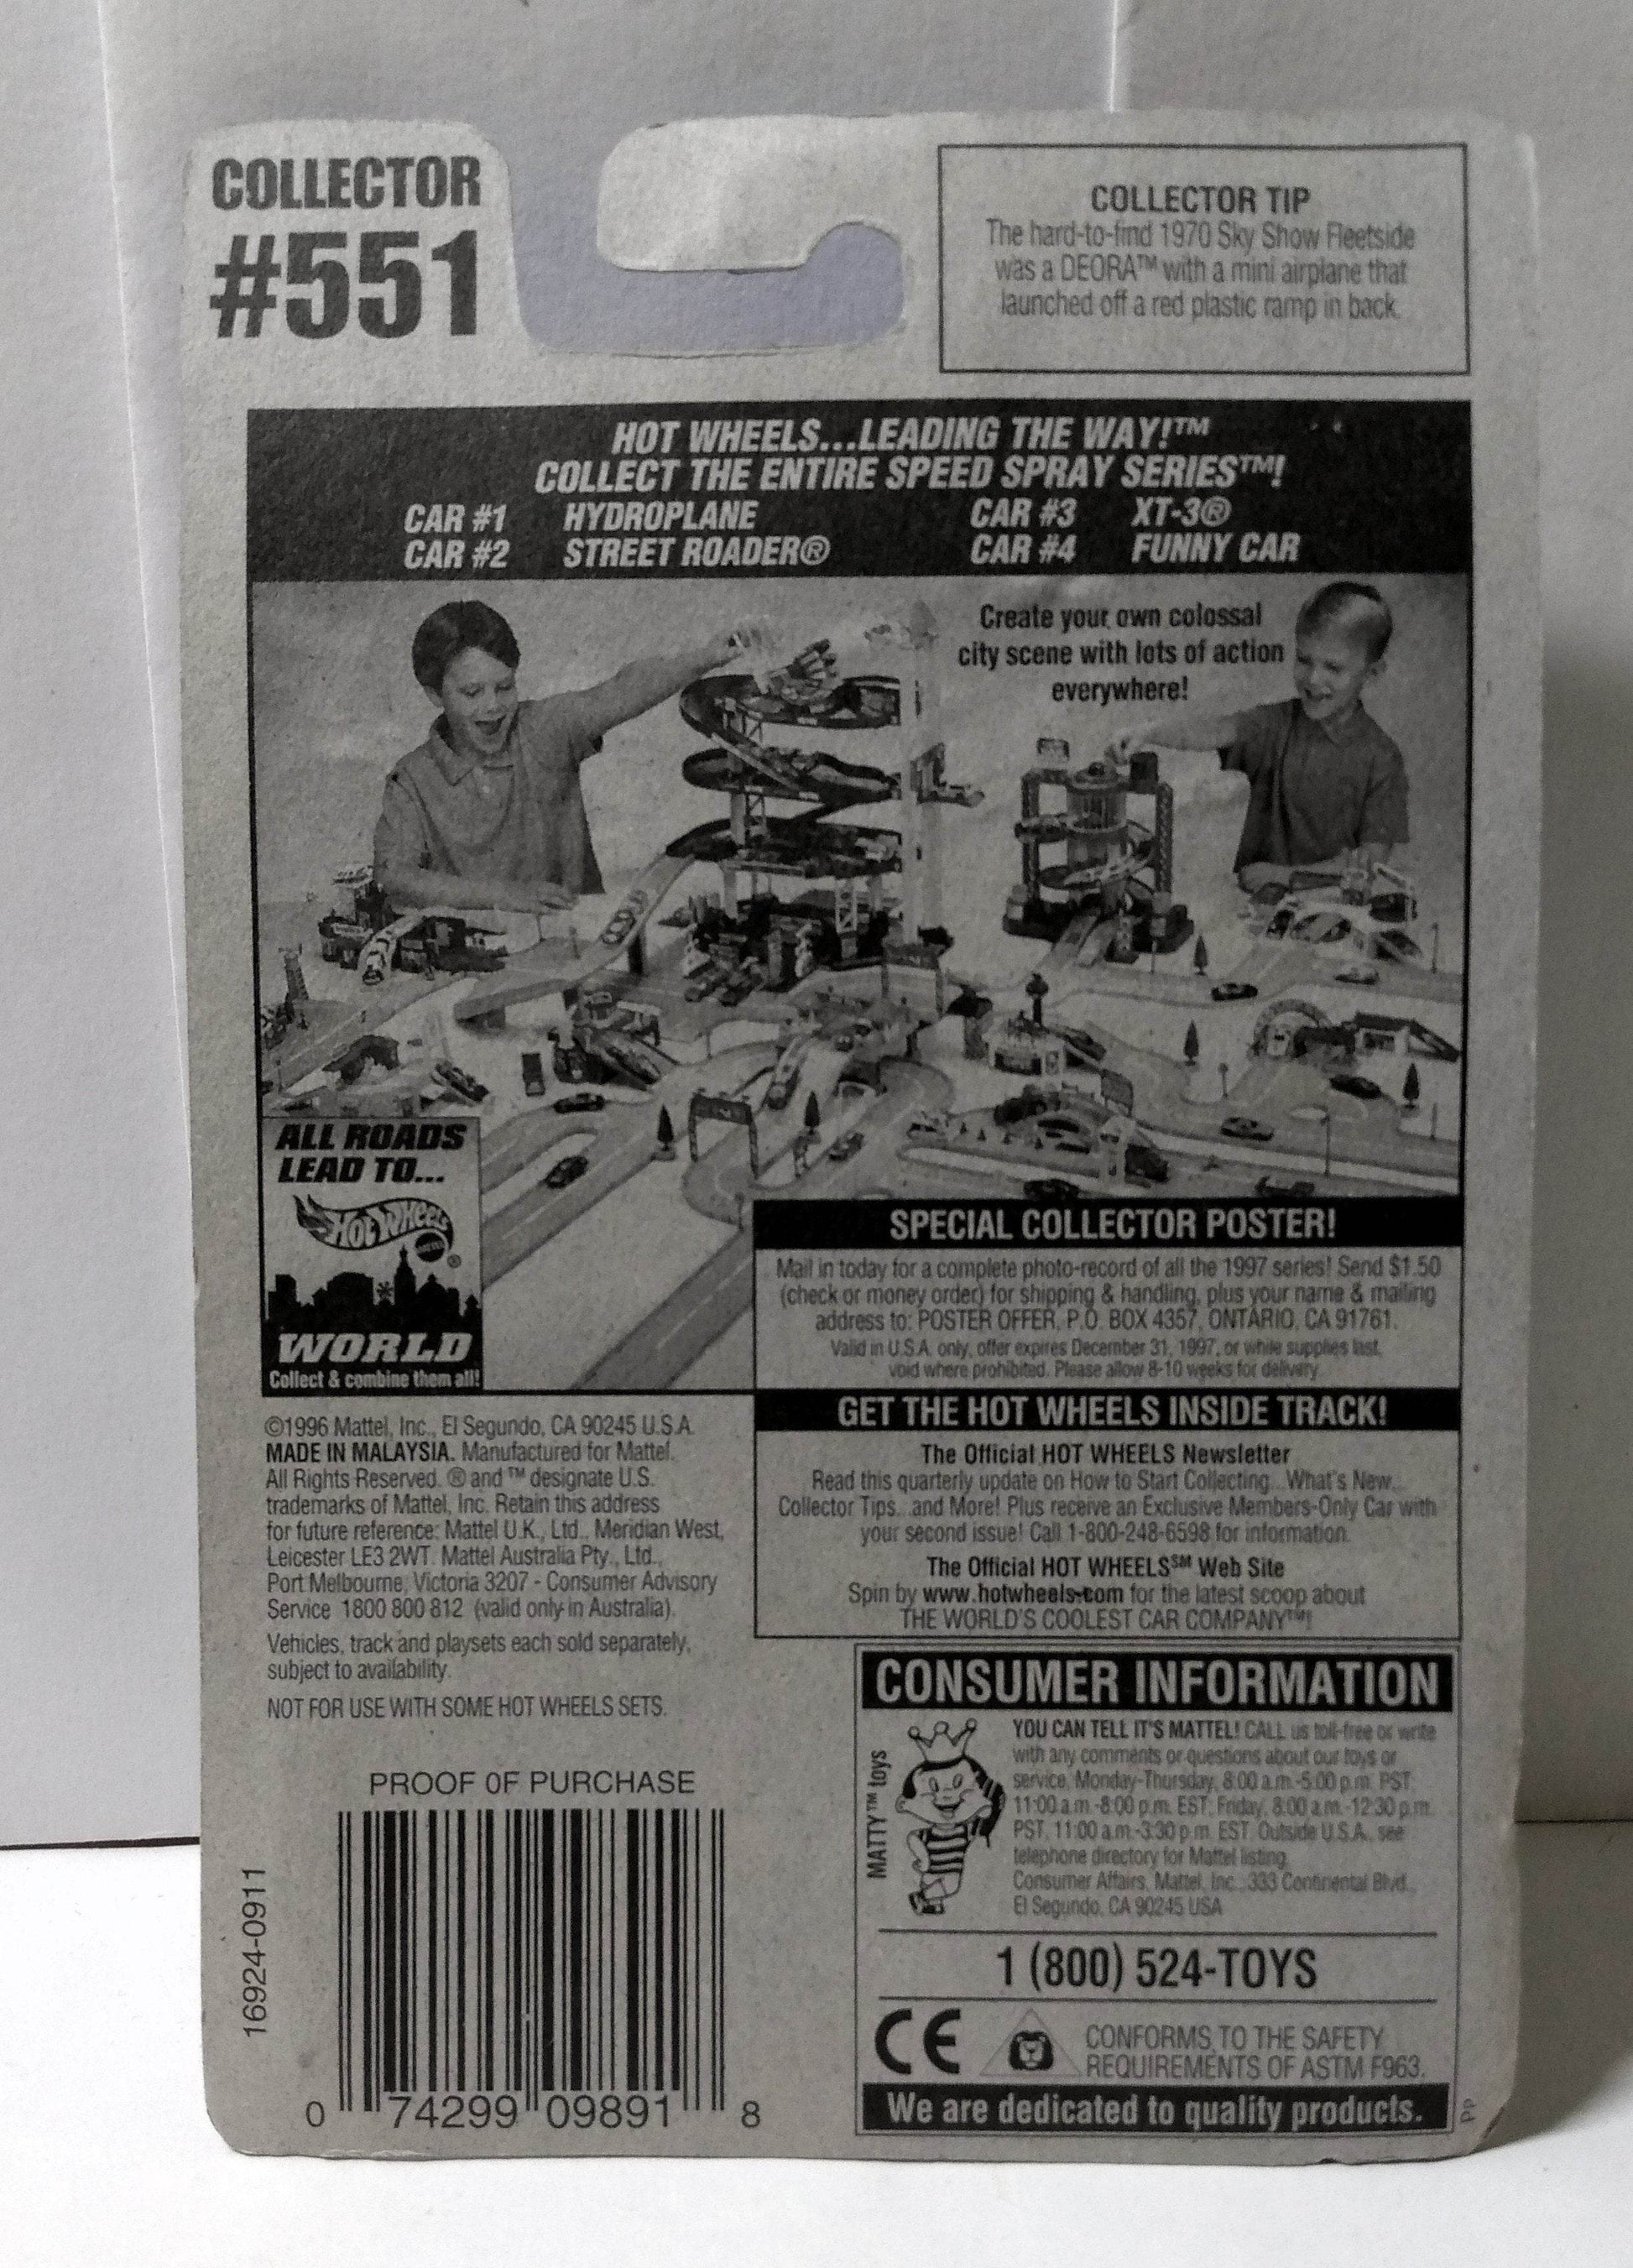 COLLECTOR
#551
COLLECTOR TIP
The hard-to-find 1970 Sky Show Fleetside
was a DEORA™ with a mini airplane that
launched off a red plastic ramp in back.
HOT WHEELS...LEADING THE WAY!™
COLLECT THE ENTIRE SPEED SPRAY SERIES™!
CAR #1 HYDROPLANE CAR #3 XT-3®
CAR #2 STREET ROADER® CAR #4 FUNNY CAR
Create your own colossal
city scene with lots of action
everywhere!
ALL ROADS
LEAD TO...
Hot Wheels
MATTEL
®
WORLD
Collect & combine them all!
SPECIAL COLLECTOR POSTER!
Mail in today for a complete photo-record of all the 1997 series! Send $1.50
(check or money order) for shipping & handling, plus your name & mailing
address to: POSTER OFFER, P.O. BOX 4357, ONTARIO, CA 91761.
Valid in U.S.A. only, offer expires December 31, 1997, or while supplies last,
void where prohibited. Please allow 8-10 weeks for delivery.
GET THE HOT WHEELS INSIDE TRACK!
The Official HOT WHEELS Newsletter
Read this quarterly update on How to Start Collecting...What's New...
Collector Tips...and More! Plus receive an Exclusive Members-Only Car with
your second issue! Call 1-800-248-6598 for information.
The Official HOT WHEELS℠ Web Site
Spin by www.hotwheels.com for the latest scoop about
THE WORLD'S COOLEST CAR COMPANY™!
©1996 Mattel, Inc., El Segundo, CA 90245 U.S.A.
MADE IN MALAYSIA. Manufactured for Mattel.
All Rights Reserved. ® and ™ designate U.S.
trademarks of Mattel, Inc. Retain this address
for future reference: Mattel U.K., Ltd., Meridian West,
Leicester LE3 2WT. Mattel Australia Pty., Ltd.,
Port Melbourne, Victoria 3207 - Consumer Advisory
Service 1800 800 812 (valid only in Australia).
Vehicles, track and playsets each sold separately,
subject to availability.
NOT FOR USE WITH SOME HOT WHEELS SETS.
PROOF OF PURCHASE
16924-0911
0 74299 09891 8
CONSUMER INFORMATION
MATTY™ toys
YOU CAN TELL IT'S MATTEL! CALL us toll-free or write
with any comments or questions about our toys or
service, Monday-Thursday, 8:00 a.m.-5:00 p.m. PST,
11:00 a.m.-8:00 p.m. EST; Friday, 8:00 a.m.-12:30 p.m.
PST, 11:00 a.m.-3:30 p.m. EST. Outside U.S.A., see
telephone directory for Mattel listing.
Consumer Affairs, Mattel, Inc., 333 Continental Blvd.,
El Segundo, CA 90245 USA
1 (800) 524-TOYS
CE
CONFORMS TO THE SAFETY
REQUIREMENTS OF ASTM F963.
We are dedicated to quality products.
PP